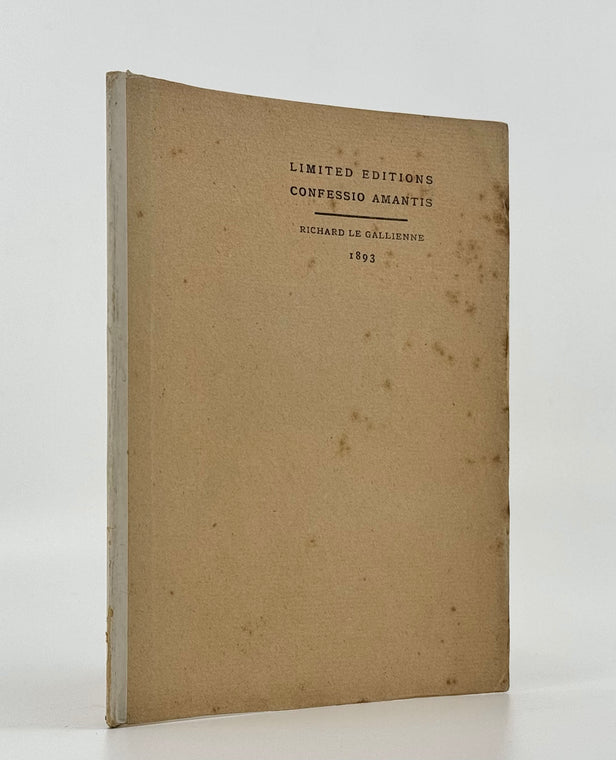 LIMITED EDITIONS
CONFESSIO AMANTIS
RICHARD LE GALLIENNE
1893